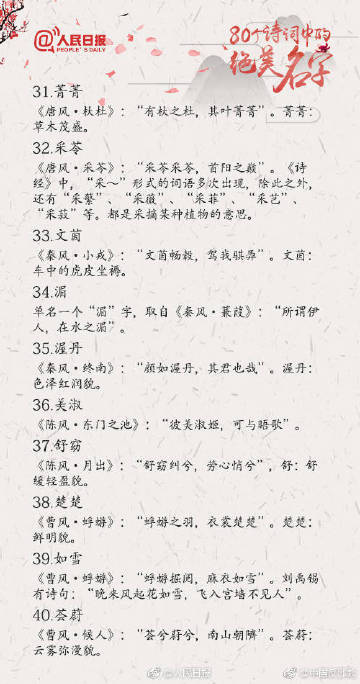 @人民日报
PEOPLE'S DAILY
80个诗词中的
绝美名字
31.菁菁
《唐风·杕杜》：“有杕之杜，其叶菁菁”。菁菁：
草木茂盛。
32.采苓
《唐风·采苓》：“采苓采苓，首阳之巅”。《诗
经》中，“采～”形式的词语多次出现，除此之外，
还有“采蘩”、“采薇”、“采菲”、“采艺”、
“采菽”等。都是采摘某种植物的意思。
33.文茵
《秦风·小戎》：“文茵畅毂，驾我骐馵”。文茵：
车中的虎皮坐褥。
34.湄
单名一个“湄”字，取自《秦风·蒹葭》：“所谓伊
人，在水之湄”。
35.渥丹
《秦风·终南》：“颜如渥丹，其君也哉”。渥丹：
色泽红润貌。
36.美淑
《陈风·东门之池》：“彼美淑姬，可与晤歌”。
37.舒窈
《陈风·月出》：“舒窈纠兮，劳心悄兮”，舒：舒
缓轻盈貌。
38.楚楚
《曹风·蜉蝣》：“蜉蝣之羽，衣裳楚楚”。楚楚：
鲜明貌。
39.如雪
《曹风·蜉蝣》：“蜉蝣掘阅，麻衣如雪”。刘禹锡
有诗句：“晚来风起花如雪，飞入宫墙不见人”。
40.荟蔚
《曹风·候人》：“荟兮蔚兮，南山朝隮”。荟蔚：
云雾弥漫貌。
@人民日报